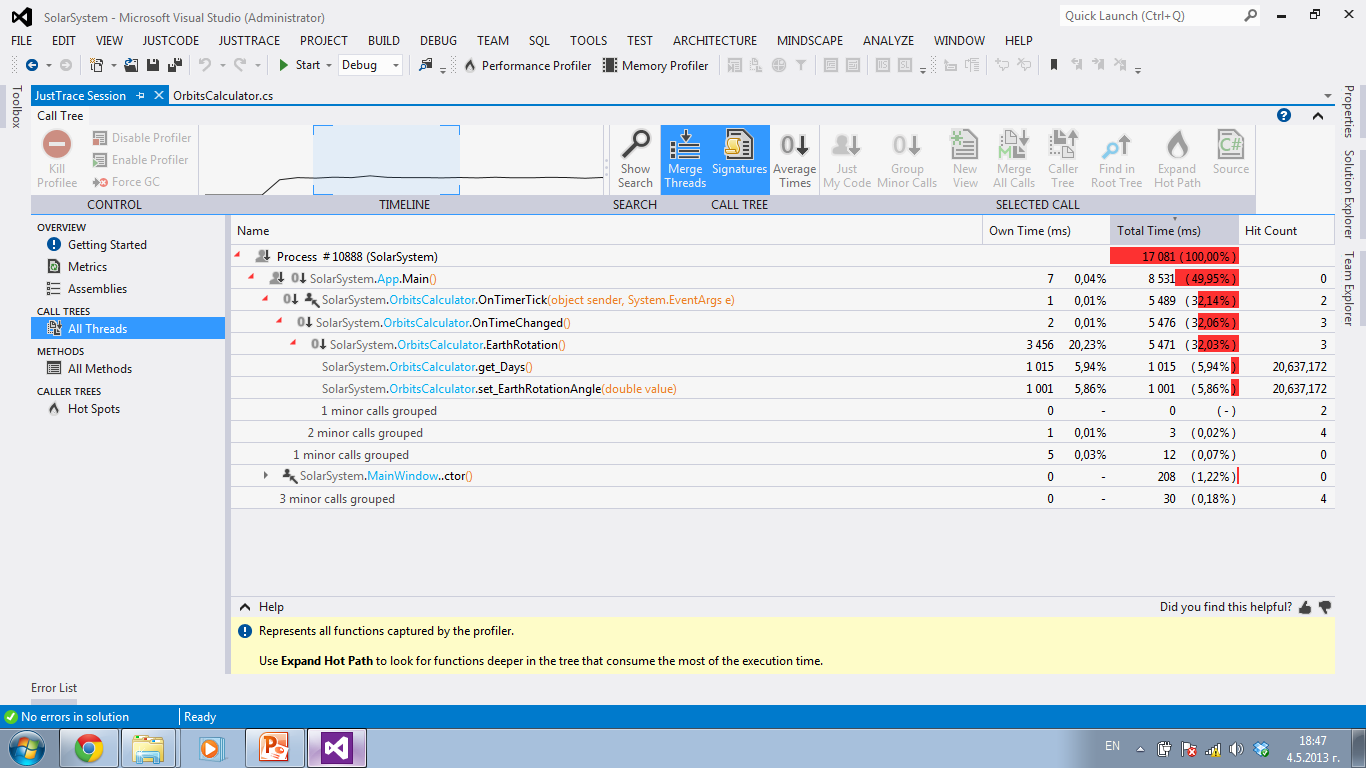 SolarSystem - Microsoft Visual Studio (Administrator)
Quick Launch (Ctrl+Q)
FILE EDIT VIEW JUSTCODE JUSTTRACE PROJECT BUILD DEBUG TEAM SQL TOOLS TEST ARCHITECTURE MINDSCAPE ANALYZE WINDOW HELP
Start Debug Performance Profiler Memory Profiler
Toolbox
JustTrace Session OrbitsCalculator.cs
Call Tree
Kill Profilee
Disable Profiler
Enable Profiler
Force GC
Show Search
Merge Threads
Signatures
Average Times
Just My Code
Group Minor Calls
New View
Merge All Calls
Caller Tree
Find in Root Tree
Expand Hot Path
Source
CONTROL TIMELINE SEARCH CALL TREE SELECTED CALL
Properties
Solution Explorer
Team Explorer
OVERVIEW
Getting Started
Metrics
Assemblies
CALL TREES
All Threads
METHODS
All Methods
CALLER TREES
Hot Spots
Name Own Time (ms) Total Time (ms) Hit Count
Process #10888 (SolarSystem) 17 081 (100,00%)
SolarSystem.App.Main() 7 0,04% 8 531 (49,95%) 0
SolarSystem.OrbitsCalculator.OnTimerTick(object sender, System.EventArgs e) 1 0,01% 5 489 (32,14%) 2
SolarSystem.OrbitsCalculator.OnTimeChanged() 2 0,01% 5 476 (32,06%) 3
SolarSystem.OrbitsCalculator.EarthRotation() 3 456 20,23% 5 471 (32,03%) 3
SolarSystem.OrbitsCalculator.get_Days() 1 015 5,94% 1 015 (5,94%) 20,637,172
SolarSystem.OrbitsCalculator.set_EarthRotationAngle(double value) 1 001 5,86% 1 001 (5,86%) 20,637,172
1 minor calls grouped 0 - 0 (-) 2
2 minor calls grouped 1 0,01% 3 (0,02%) 4
1 minor calls grouped 5 0,03% 12 (0,07%) 0
SolarSystem.MainWindow..ctor() 0 - 208 (1,22%) 0
3 minor calls grouped 0 - 30 (0,18%) 4
Help Did you find this helpful?
Represents all functions captured by the profiler.
Use Expand Hot Path to look for functions deeper in the tree that consume the most of the execution time.
Error List
No errors in solution Ready
EN
18:47
4.5.2013 г.